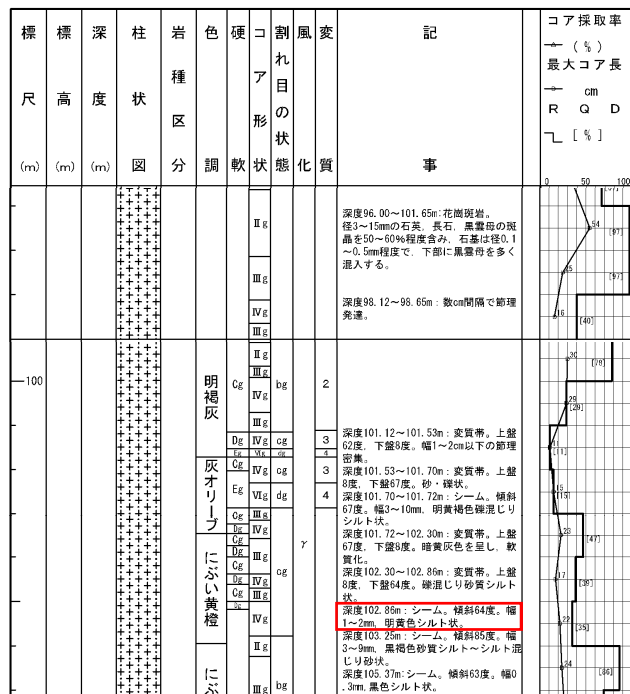 標尺(m)
標高(m)
深度(m)
柱状図
岩種区分
色調
硬軟
コア形状
割れ目の状態
風化
変質
記事
コア採取率
(%)
最大コア長
cm
R Q D
[%]
0 50 100
深度96.00～101.65m:花崗斑岩。
径3～15mmの石英，長石，黒雲母の斑
晶を50～60%程度含み，石基は径0.1
～0.5mm程度で，下部に黒雲母を多く
混入する。
深度98.12～98.65m：数cm間隔で節理
発達。
深度101.12～101.53m：変質帯。上盤
62度，下盤8度。幅1～2cm以下の節理
密集。
深度101.53～101.70m：変質帯。上盤
8度，下盤67度。砂・礫状。
深度101.70～101.72m：シーム。傾斜
67度。幅3～10mm，明黄褐色礫混じり
シルト状。
深度101.72～102.30m：変質帯。上盤
67度，下盤8度。暗黄灰色を呈し，軟
質化。
深度102.30～102.86m：変質帯。上盤
8度，下盤64度。礫混じり砂質シルト
状。
深度102.86m：シーム。傾斜64度。幅
1～2mm，明黄色シルト状。
深度103.25m：シーム。傾斜85度。幅
3～9mm，黒褐色砂質シルト～シルト混
じり砂状。
深度105.37m:シーム。傾斜63度。幅0
.3mm,黒色シルト状。
100
明褐灰
灰オリーブ
にぶい黄橙
にぶ
Cg
Dg
Eg
Cg
Eg
Cg
Dg
Cg
Dg
Cg
Dg
Cg
Dg
Ⅱg
Ⅲg
Ⅳg
Ⅲg
Ⅱg
Ⅲg
Ⅳg
Ⅲg
Ⅳg
Ⅵg
Ⅳg
Ⅵg
Ⅲg
Ⅳg
Ⅲg
Ⅳg
Ⅲg
Ⅳg
Ⅱg
Ⅲg
bg
cg
dg
cg
dg
cg
bg
γ
2
3
4
3
4
54
25
[97]
16
[40]
30
[78]
29
[29]
[11]
15
[15]
23
[47]
17
[39]
22
[35]
24
[86]